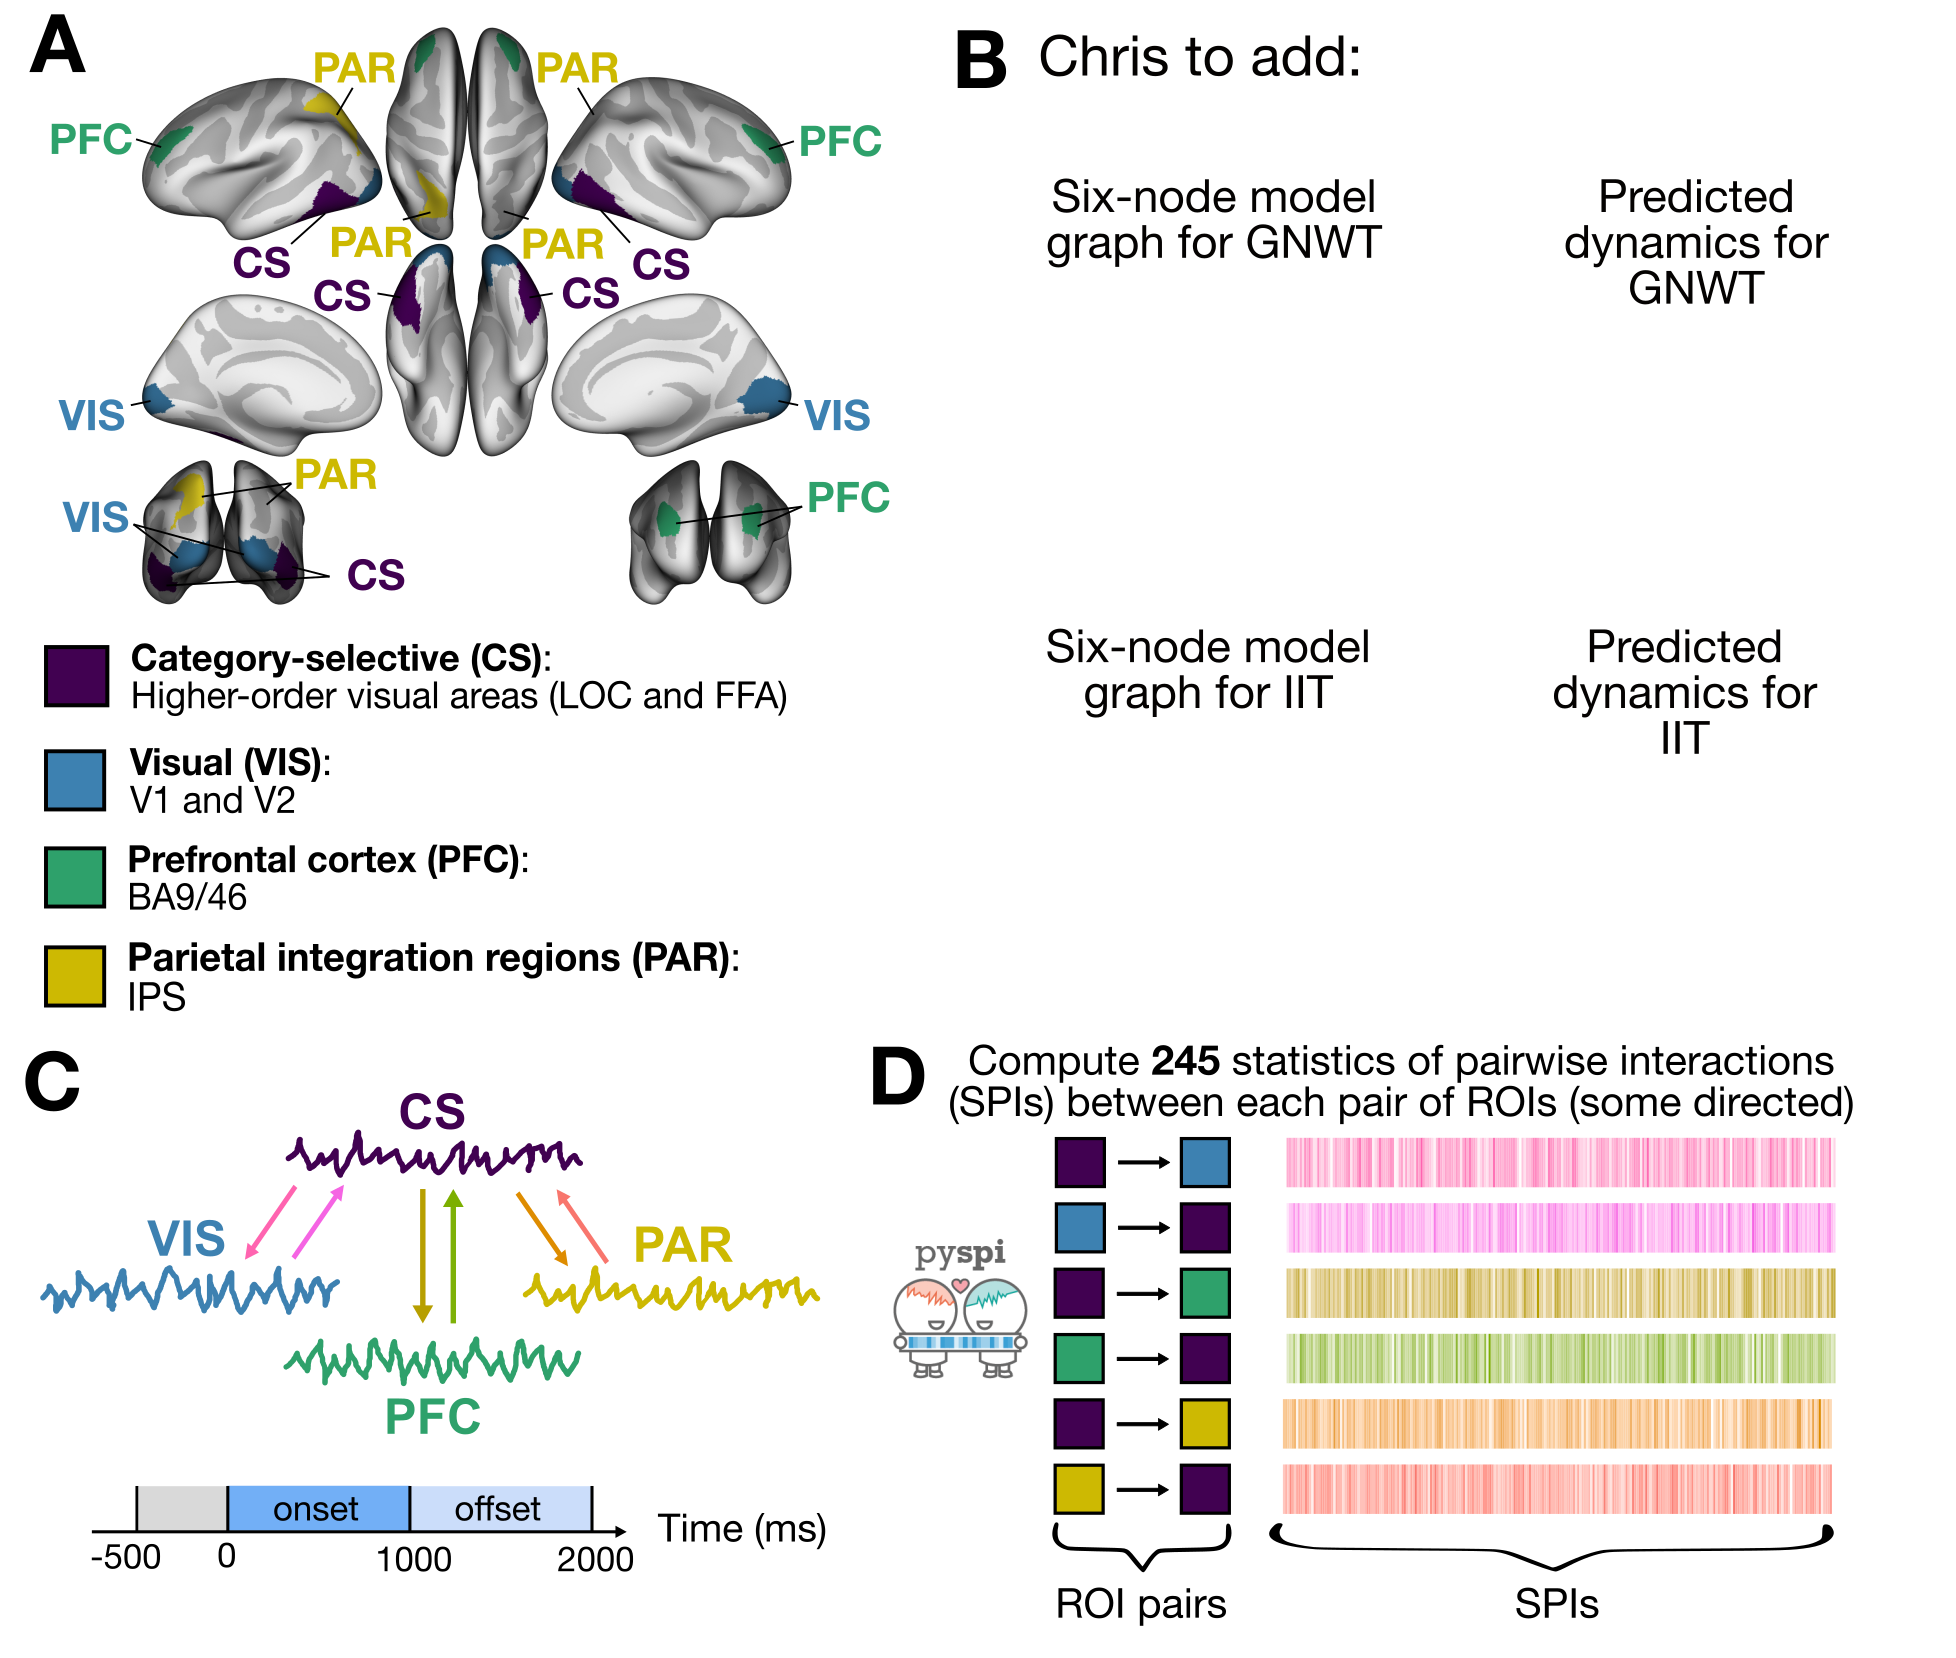 A
PAR
PAR
PFC
PFC
PAR
PAR
CS
CS
CS
CS
VIS
VIS
PAR
VIS
PFC
CS
Category-selective (CS):
Higher-order visual areas (LOC and FFA)
Visual (VIS):
V1 and V2
Prefrontal cortex (PFC):
BA9/46
Parietal integration regions (PAR):
IPS
B
Chris to add:
Six-node model
graph for GNWT
Predicted
dynamics for
GNWT
Six-node model
graph for IIT
Predicted
dynamics for
IIT
C
CS
VIS
PAR
PFC
onset
offset
Time (ms)
-500
0
1000
2000
D
Compute 245 statistics of pairwise interactions
(SPIs) between each pair of ROIs (some directed)
pyspi
ROI pairs
SPIs